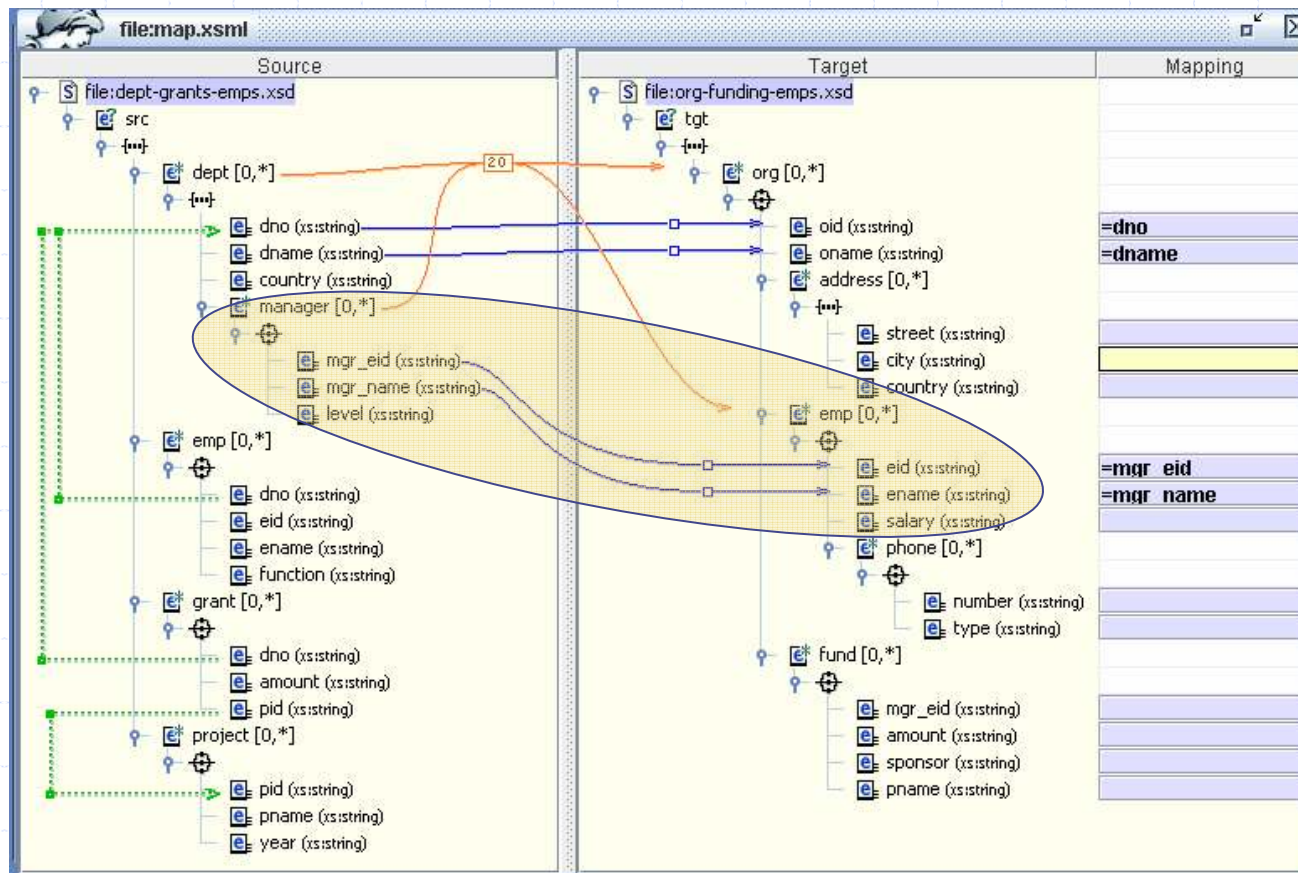 file:map.xsml
Source
file:dept-grants-emps.xsd
src
dept [0,*]
dno (xs:string)
dname (xs:string)
country (xs:string)
manager [0,*]
mgr_eid (xs:string)
mgr_name (xs:string)
level (xs:string)
emp [0,*]
dno (xs:string)
eid (xs:string)
ename (xs:string)
function (xs:string)
grant [0,*]
dno (xs:string)
amount (xs:string)
pid (xs:string)
project [0,*]
pid (xs:string)
pname (xs:string)
year (xs:string)
20
Target
file:org-funding-emps.xsd
tgt
org [0,*]
oid (xs:string)
oname (xs:string)
address [0,*]
street (xs:string)
city (xs:string)
country (xs:string)
emp [0,*]
eid (xs:string)
ename (xs:string)
salary (xs:string)
phone [0,*]
number (xs:string)
type (xs:string)
fund [0,*]
mgr_eid (xs:string)
amount (xs:string)
sponsor (xs:string)
pname (xs:string)
Mapping
=dno
=dname
=mgr_eid
=mgr_name